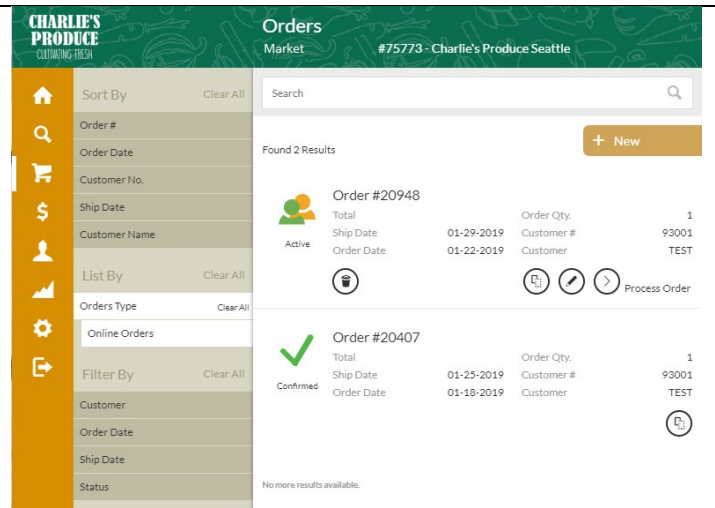 CHARLIE'S
PRODUCE
CULTIVATING FRESH
Orders
Market #75773 - Charlie's Produce Seattle
Sort By Clear All
Order #
Order Date
Customer No.
Ship Date
Customer Name
List By Clear All
Orders Type Clear All
Online Orders
Filter By Clear All
Customer
Order Date
Ship Date
Status
Search
Found 2 Results
+ New
Order #20948
Total Order Qty. 1
Ship Date 01-29-2019 Customer # 93001
Order Date 01-22-2019 Customer TEST
Active
Process Order
Order #20407
Total Order Qty. 1
Ship Date 01-25-2019 Customer # 93001
Order Date 01-18-2019 Customer TEST
Confirmed
No more results available.
$